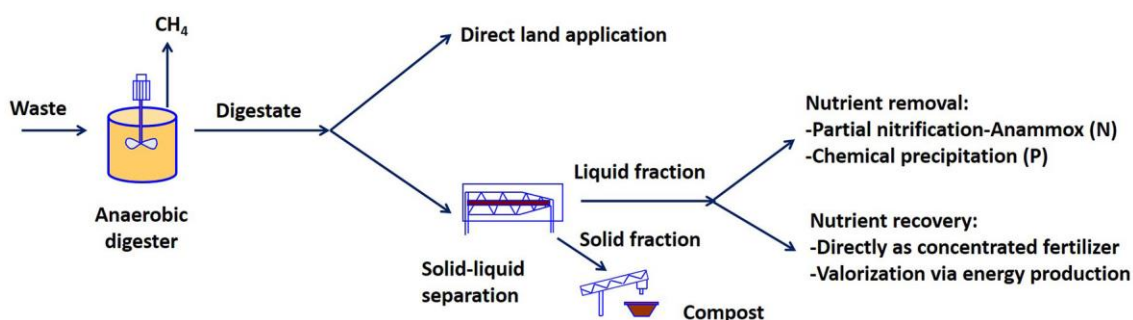 CH4
Direct land application
Waste
Digestate
Anaerobic
digester
Nutrient removal:
-Partial nitrification-Anammox (N)
-Chemical precipitation (P)
Liquid fraction
Solid fraction
Solid-liquid
separation
Compost
Nutrient recovery:
-Directly as concentrated fertilizer
-Valorization via energy production